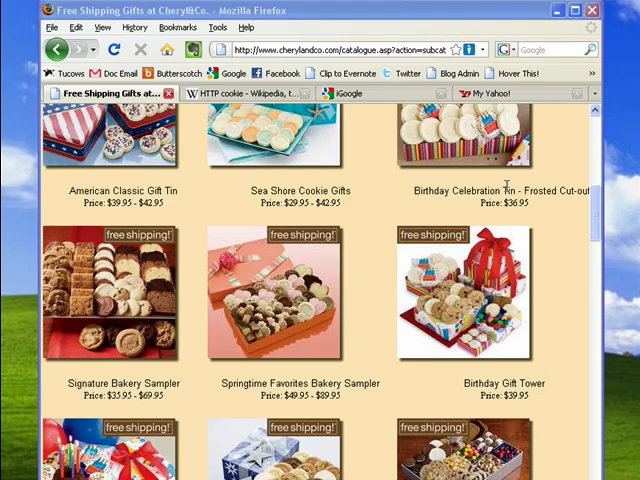 Free Shipping Gifts at Cheryl&Co. - Mozilla Firefox
File Edit View History Bookmarks Tools Help
http://www.cherylandco.com/catalogue.asp?action=subcat
Google
Tucows Doc Email Butterscotch Google Facebook Clip to Evernote Twitter Blog Admin Hover This!
Free Shipping Gifts at... HTTP cookie - Wikipedia, t... iGoogle My Yahoo!
American Classic Gift Tin
Price: $39.95 - $42.95
Sea Shore Cookie Gifts
Price: $29.95 - $42.95
Birthday Celebration Tin - Frosted Cut-out
Price: $36.95
free shipping!
free shipping!
free shipping!
Signature Bakery Sampler
Price: $35.95 - $69.95
Springtime Favorites Bakery Sampler
Price: $49.95 - $89.95
Birthday Gift Tower
Price: $39.95
free shipping!
free shipping!
free shipping!